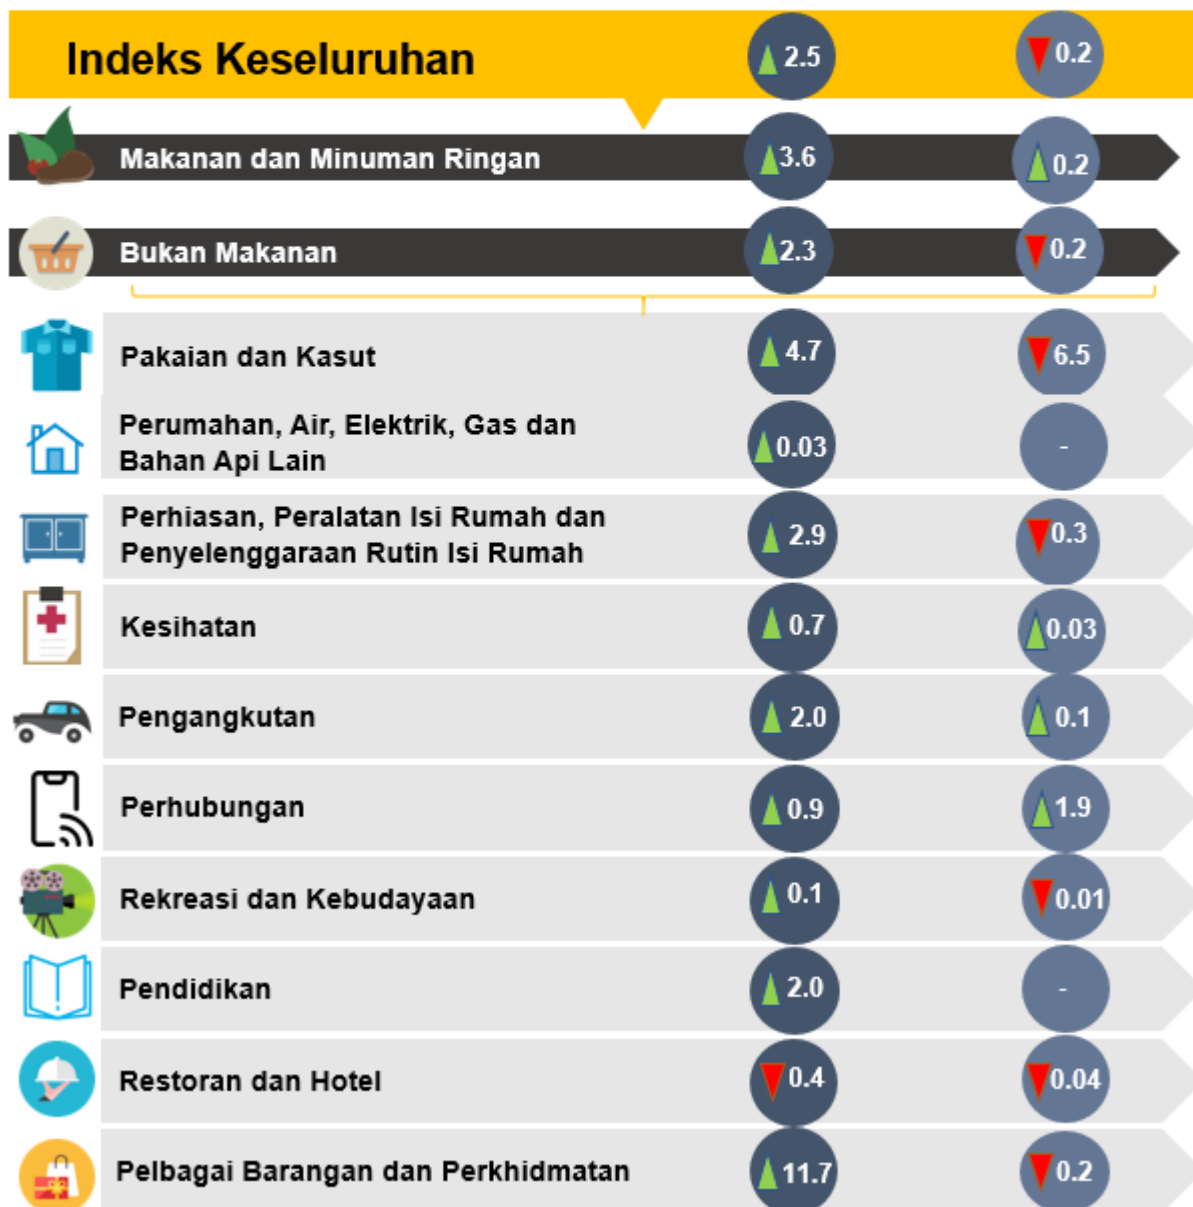 Indeks Keseluruhan 2.5 0.2
Makanan dan Minuman Ringan 3.6 0.2
Bukan Makanan 2.3 0.2
Pakaian dan Kasut 4.7 6.5
Perumahan, Air, Elektrik, Gas dan
Bahan Api Lain 0.03 -
Perhiasan, Peralatan Isi Rumah dan
Penyelenggaraan Rutin Isi Rumah 2.9 0.3
Kesihatan 0.7 0.03
Pengangkutan 2.0 0.1
Perhubungan 0.9 1.9
Rekreasi dan Kebudayaan 0.1 0.01
Pendidikan 2.0 -
Restoran dan Hotel 0.4 0.04
Pelbagai Barangan dan Perkhidmatan 11.7 0.2